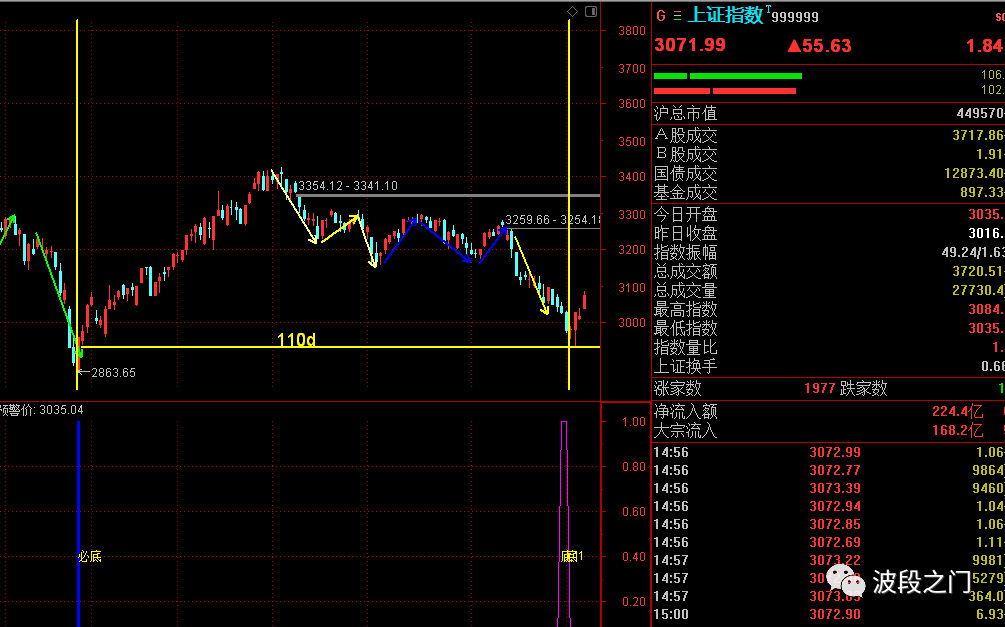 3800
3700
3600
3500
3400
3300
3200
3100
3000
3354.12 - 3341.10
3259.66 - 3254.18
110d
2863.65
预警价: 3035.04
1.00
0.80
0.60
0.40
0.20
必底
G 上证指数 T 999999
3071.99 ▲55.63 1.84
106.
102.
沪总市值 449570
A股成交 3717.86
B股成交 1.91
国债成交 12873.40
基金成交 897.33
今日开盘 3035.
昨日收盘 3016.
指数振幅 49.24/1.63
总成交额 3720.51
总成交量 27730.4
最高指数 3084.
最低指数 3035.
指数量比 1.
上证换手 0.66
涨家数 1977 跌家数 1
净流入额 224.4亿
大宗流入 168.2亿
14:56 3072.99 1.06
14:56 3072.77 9864
14:56 3073.39 9460
14:56 3072.94 1.04
14:56 3072.85 1.06
14:56 3072.69 1.11
14:57 3073.22 9981
14:57 5279
14:57 364.0
15:00 3072.90 6.93
波段之门